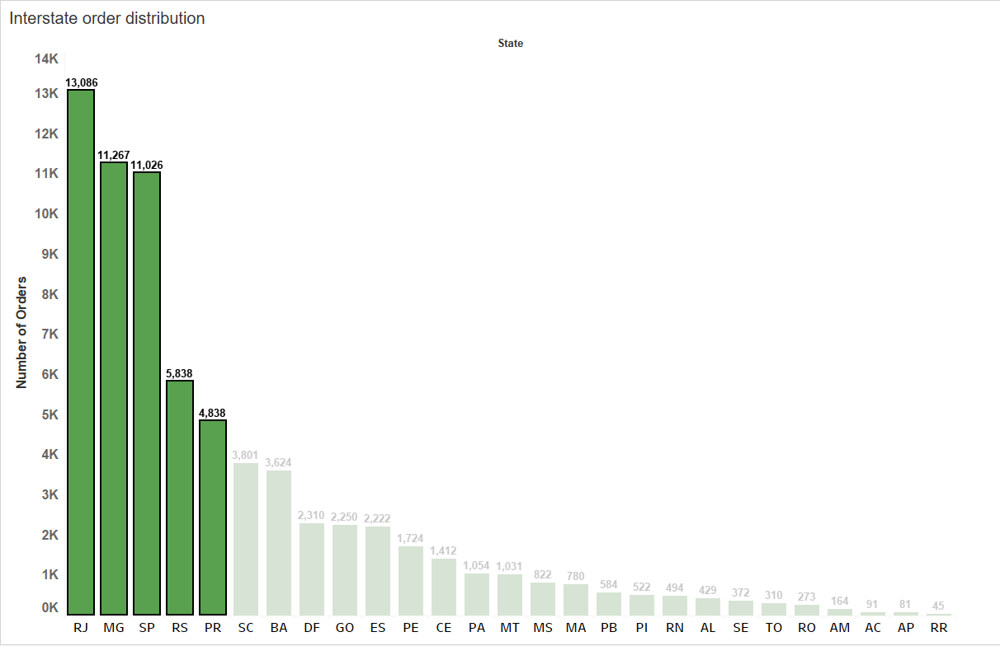 Interstate order distribution
State
Number of Orders
14K
13K
12K
11K
10K
9K
8K
7K
6K
5K
4K
3K
2K
1K
0K
13,086
11,267
11,026
5,838
4,838
3,801
3,624
2,310
2,250
2,222
1,724
1,412
1,054
1,031
822
780
584
522
494
429
372
310
273
164
91
81
45
RJ MG SP RS PR SC BA DF GO ES PE CE PA MT MS MA PB PI RN AL SE TO RO AM AC AP RR